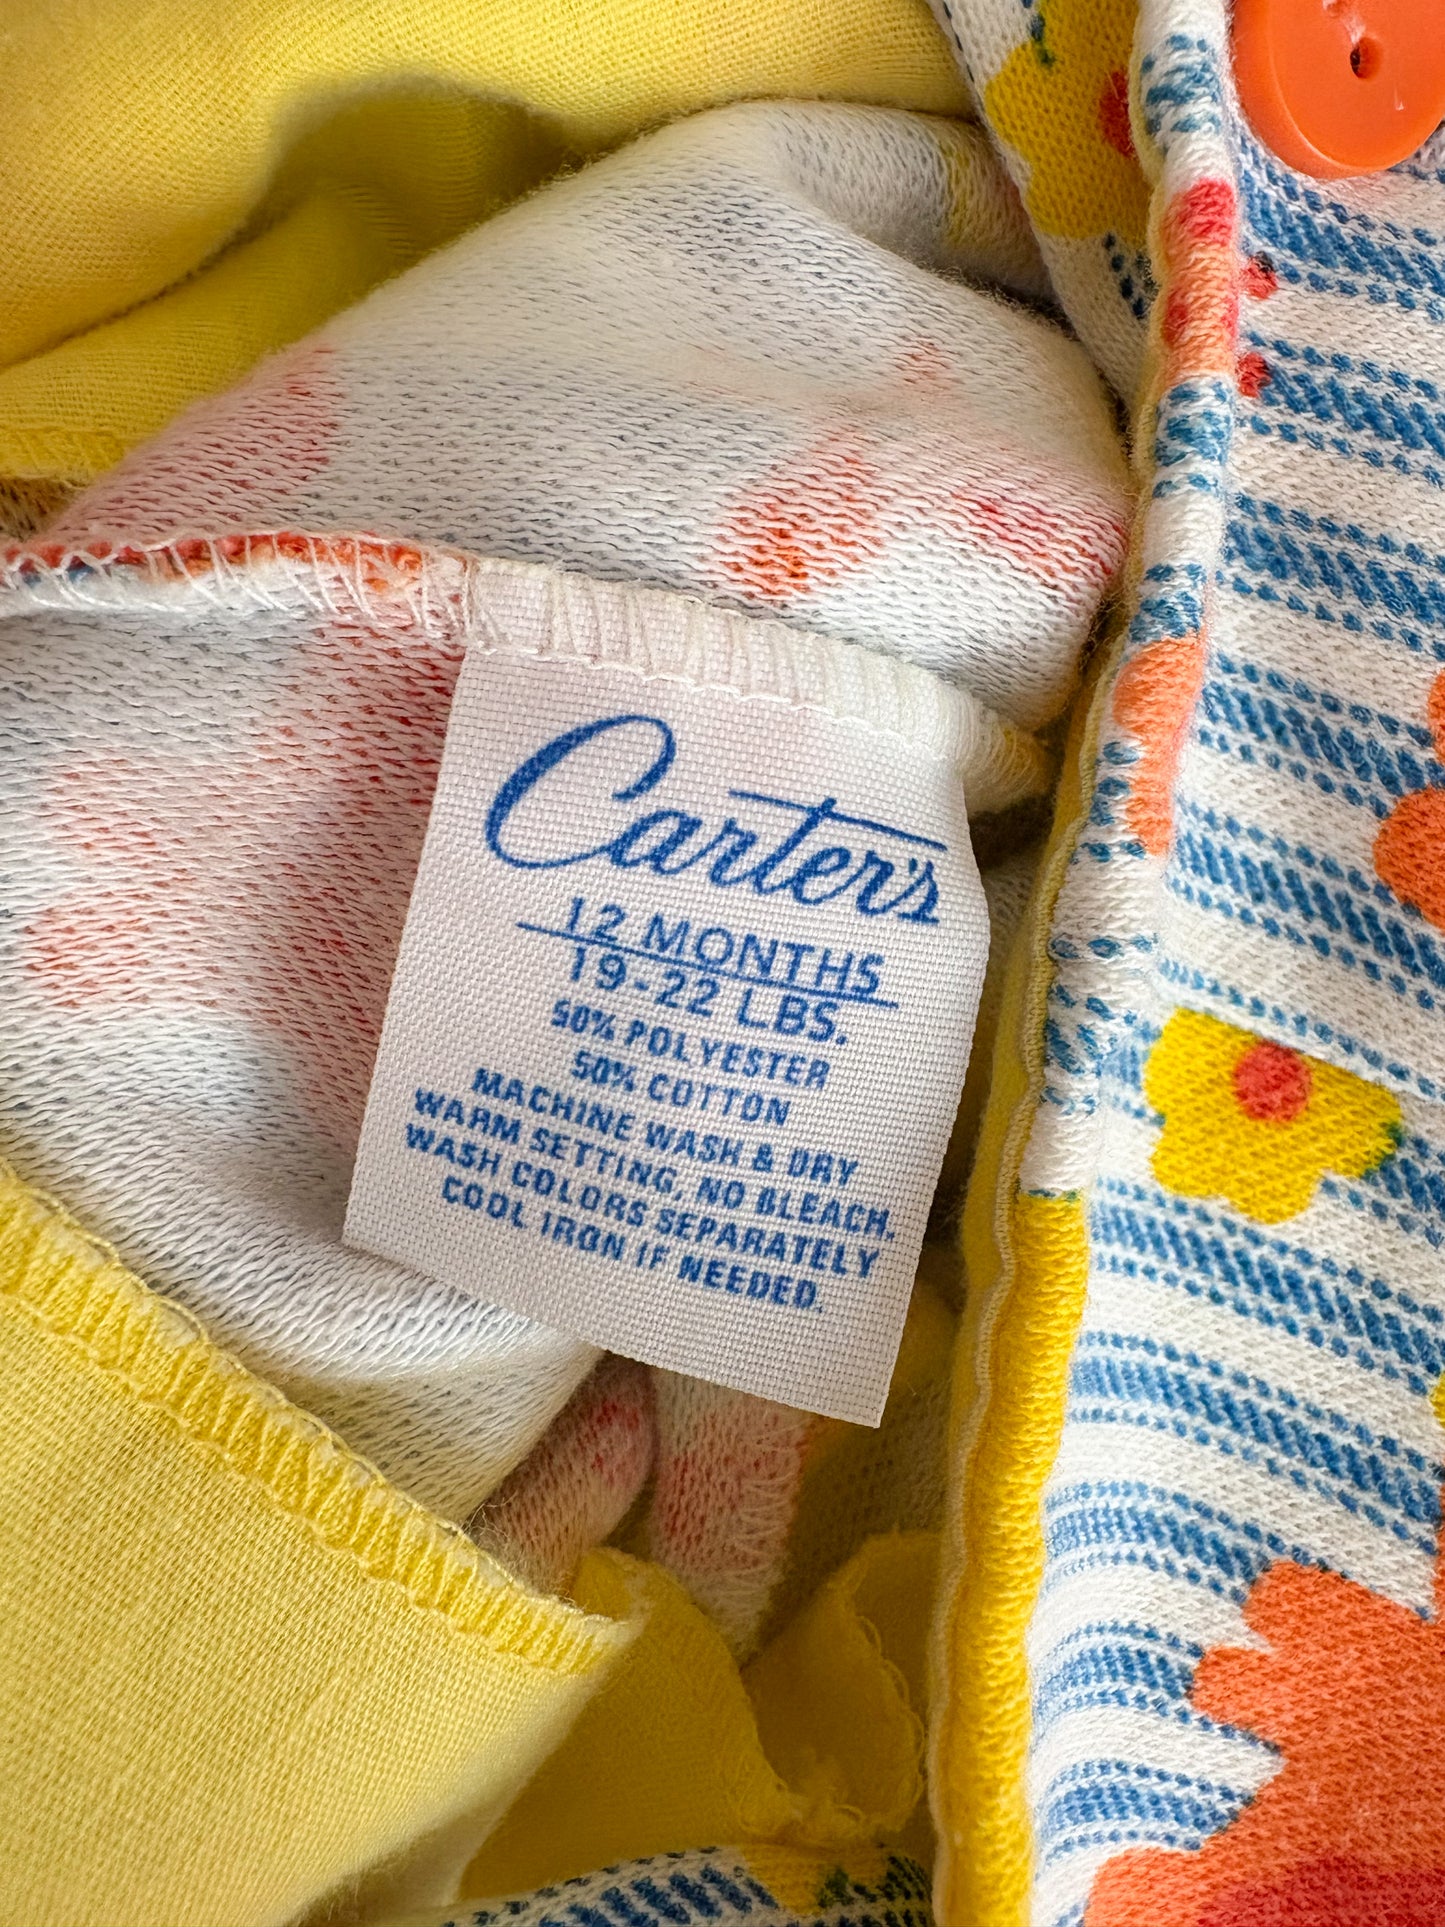 Carter's
12 MONTHS
19-22 LBS.
50% POLYESTER
50% COTTON
MACHINE WASH & DRY
WARM SETTING, NO BLEACH.
WASH COLORS SEPARATELY
COOL IRON IF NEEDED.